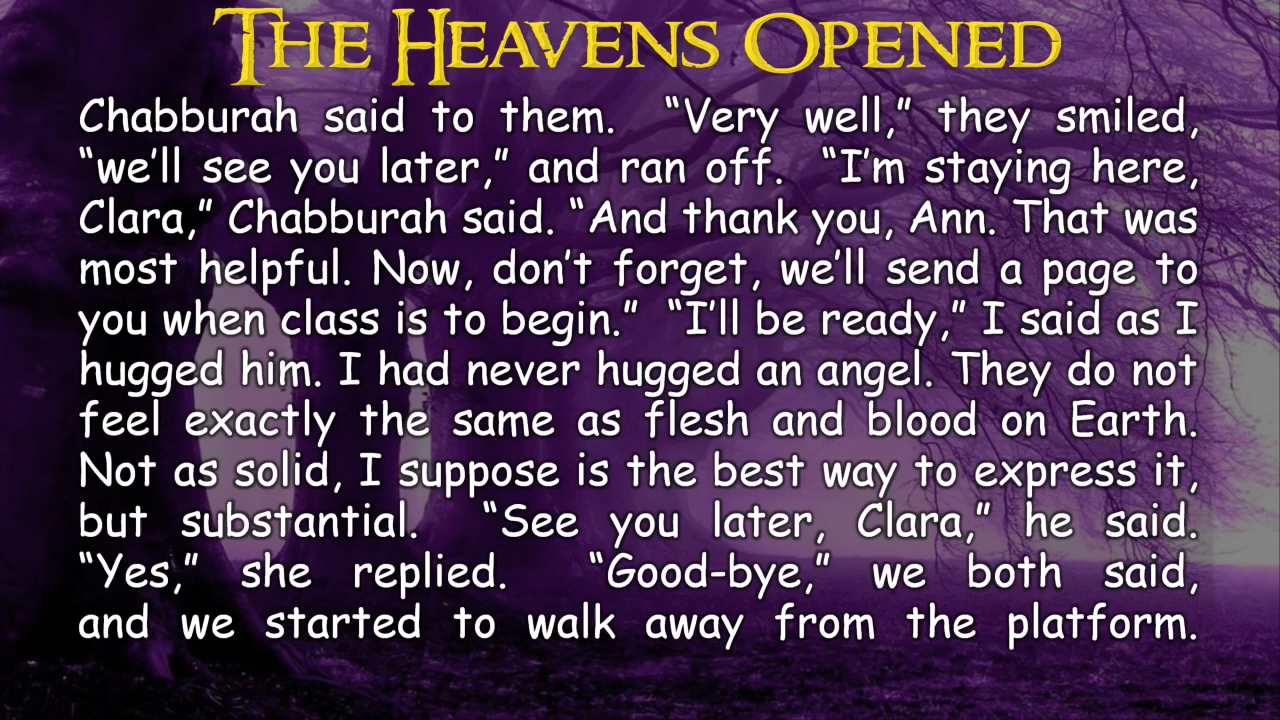 THE HEAVENS OPENED
Chabburah said to them. “Very well,” they smiled,
“we’ll see you later,” and ran off. “I’m staying here,
Clara,” Chabburah said. “And thank you, Ann. That was
most helpful. Now, don’t forget, we’ll send a page to
you when class is to begin.” “I’ll be ready,” I said as I
hugged him. I had never hugged an angel. They do not
feel exactly the same as flesh and blood on Earth.
Not as solid, I suppose is the best way to express it,
but substantial. “See you later, Clara,” he said.
“Yes,” she replied. “Good-bye,” we both said,
and we started to walk away from the platform.